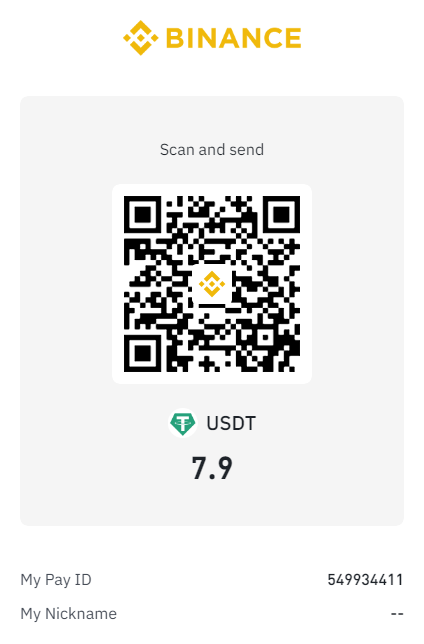 BINANCE
Scan and send
USDT
7.9
My Pay ID 549934411
My Nickname --